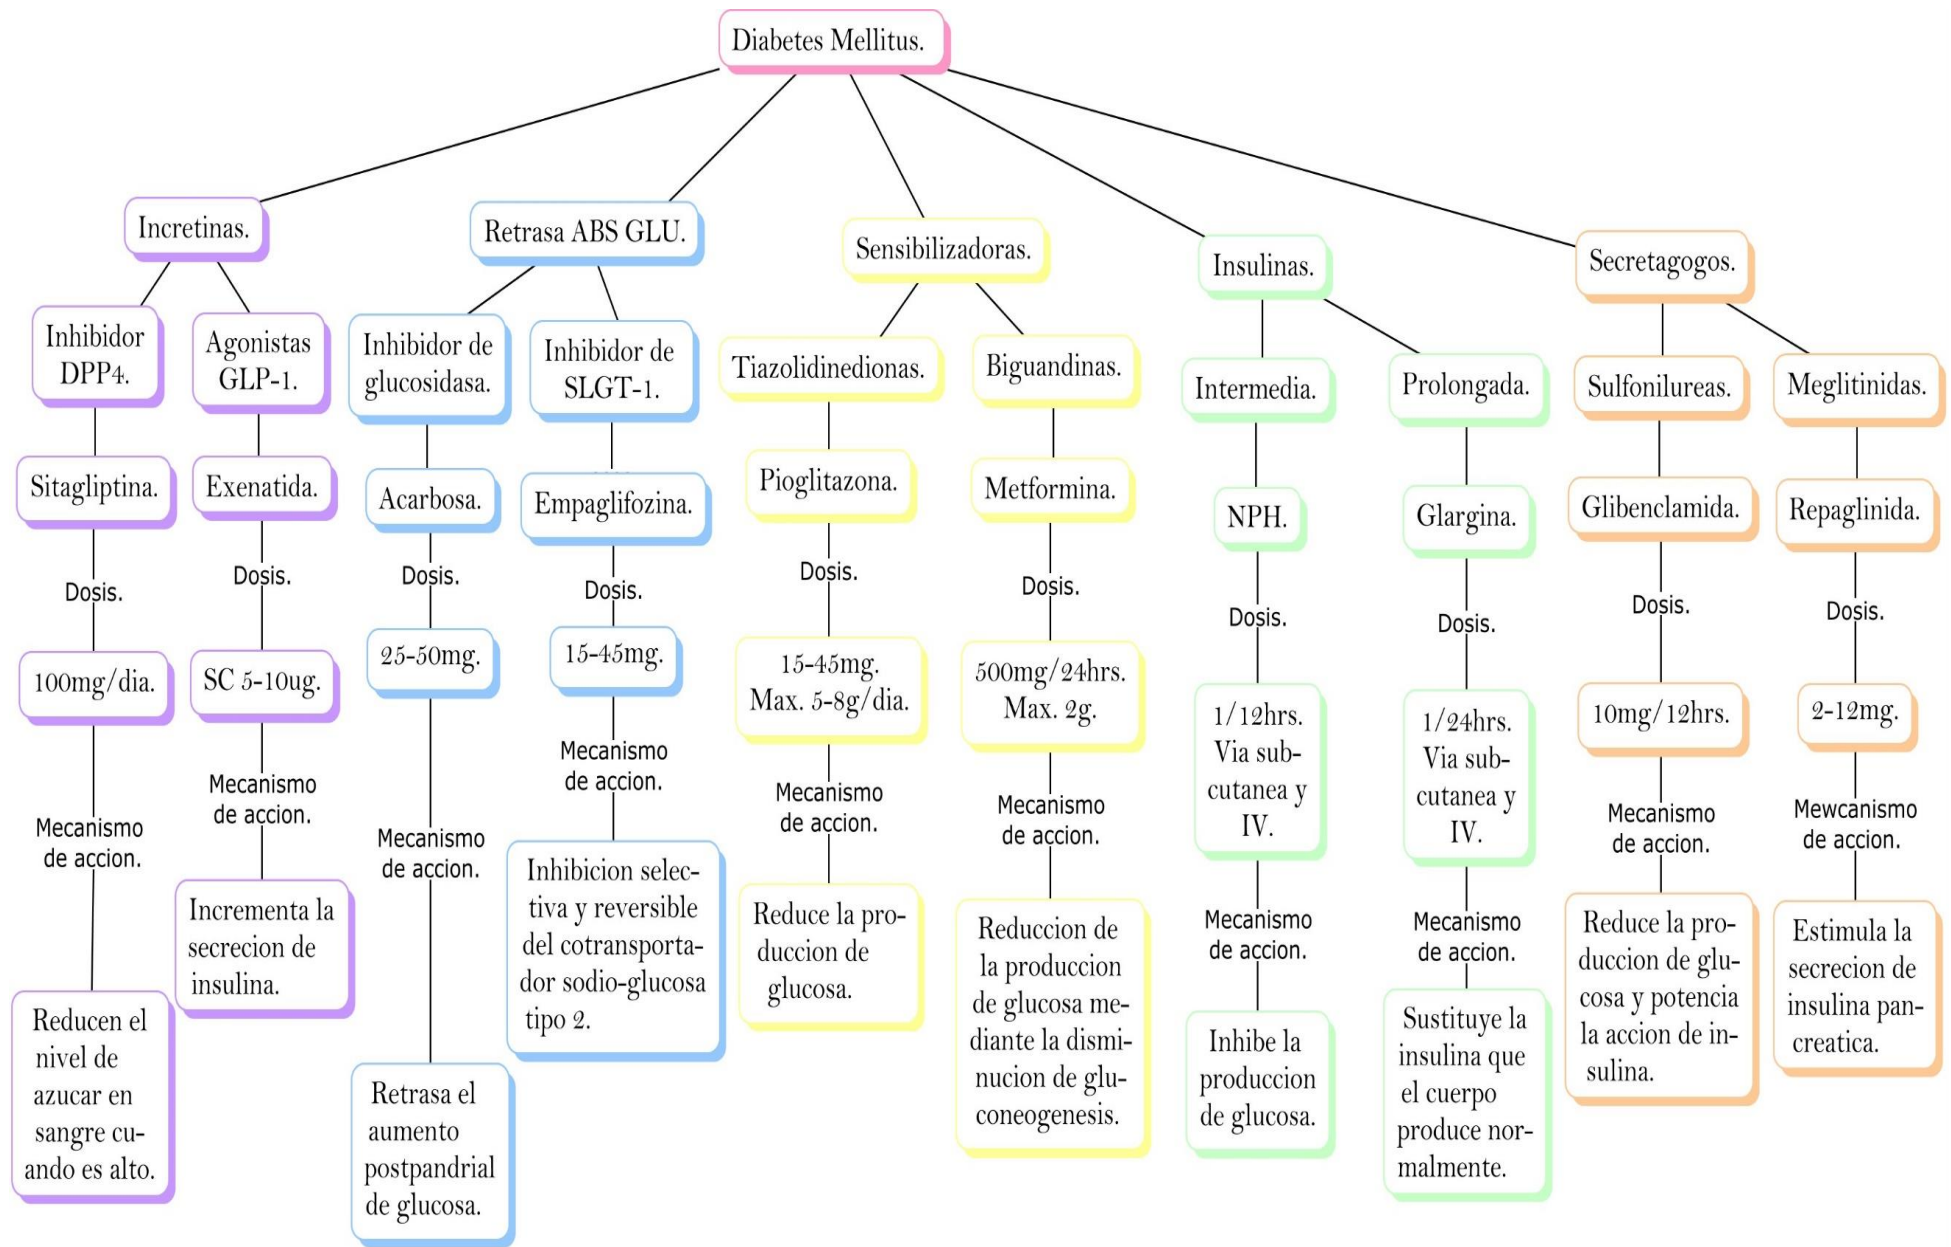 Diabetes Mellitus.
Incretinas.
Inhibidor
DPP4.
Sitagliptina.
Dosis.
100mg/dia.
Mecanismo
de accion.
Reducen el
nivel de
azucar en
sangre cu-
ando es alto.
Agonistas
GLP-1.
Exenatida.
Dosis.
SC 5-10ug.
Mecanismo
de accion.
Incrementa la
secrecion de
insulina.
Retrasa ABS GLU.
Inhibidor de
glucosidasa.
Acarbosa.
Dosis.
25-50mg.
Mecanismo
de accion.
Retrasa el
aumento
postpandrial
de glucosa.
Inhibidor de
SLGT-1.
Empaglifozina.
Dosis.
15-45mg.
Mecanismo
de accion.
Inhibicion selec-
tiva y reversible
del cotransporta-
dor sodio-glucosa
tipo 2.
Sensibilizadoras.
Tiazolidinedionas.
Pioglitazona.
Dosis.
15-45mg.
Max. 5-8g/dia.
Mecanismo
de accion.
Reduce la pro-
duccion de
glucosa.
Biguandinas.
Metformina.
Dosis.
500mg/24hrs.
Max. 2g.
Mecanismo
de accion.
Reduccion de
la produccion
de glucosa me-
diante la dismi-
nucion de glu-
coneogenesis.
Insulinas.
Intermedia.
NPH.
Dosis.
1/12hrs.
Via sub-
cutanea y
IV.
Mecanismo
de accion.
Inhibe la
produccion
de glucosa.
Prolongada.
Glargina.
Dosis.
1/24hrs.
Via sub-
cutanea y
IV.
Mecanismo
de accion.
Sustituye la
insulina que
el cuerpo
produce nor-
malmente.
Secretagogos.
Sulfonilureas.
Glibenclamida.
Dosis.
10mg/12hrs.
Mecanismo
de accion.
Reduce la pro-
duccion de glu-
cosa y potencia
la accion de in-
sulina.
Meglitinidas.
Repaglinida.
Dosis.
2-12mg.
Mewcanismo
de accion.
Estimula la
secrecion de
insulina pan-
creatica.